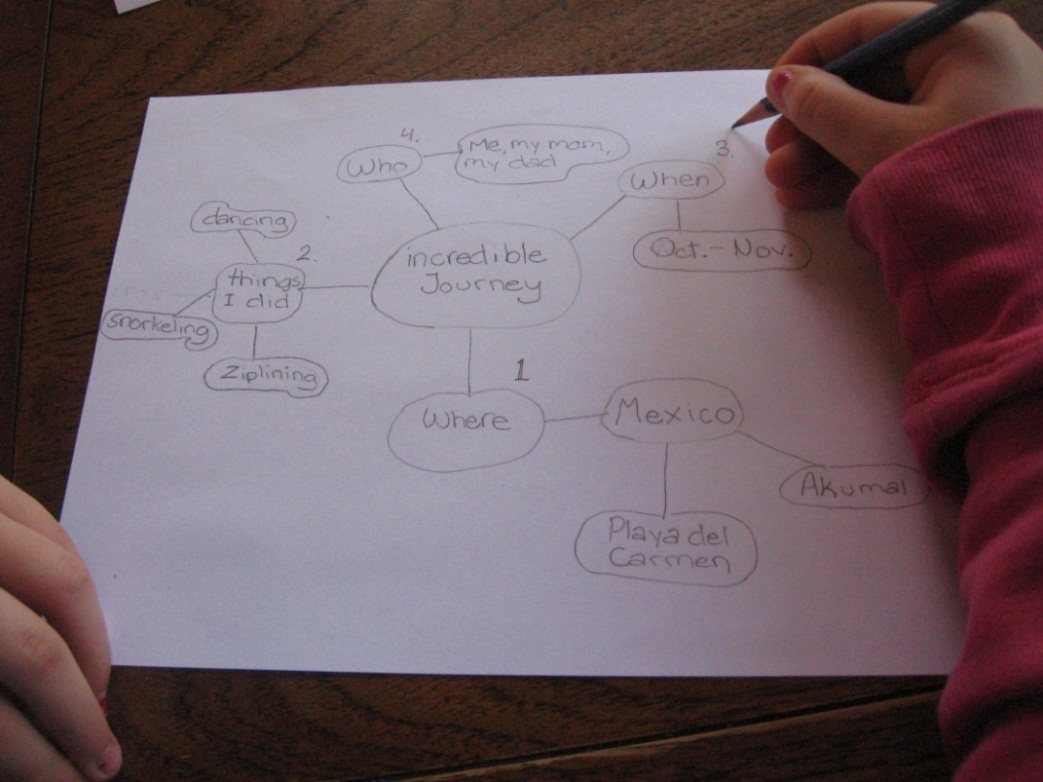 4.
Who
Me, my mom,
my dad
3.
When
Oct.- Nov.
dancing
2.
things
I did
snorkeling
Ziplining
incredible
Journey
1
Where
Mexico
Akumal
Playa del
Carmen